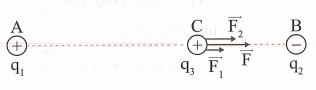 A C F₂ B
+ + −
q₁ q₃ F₁ F q₂